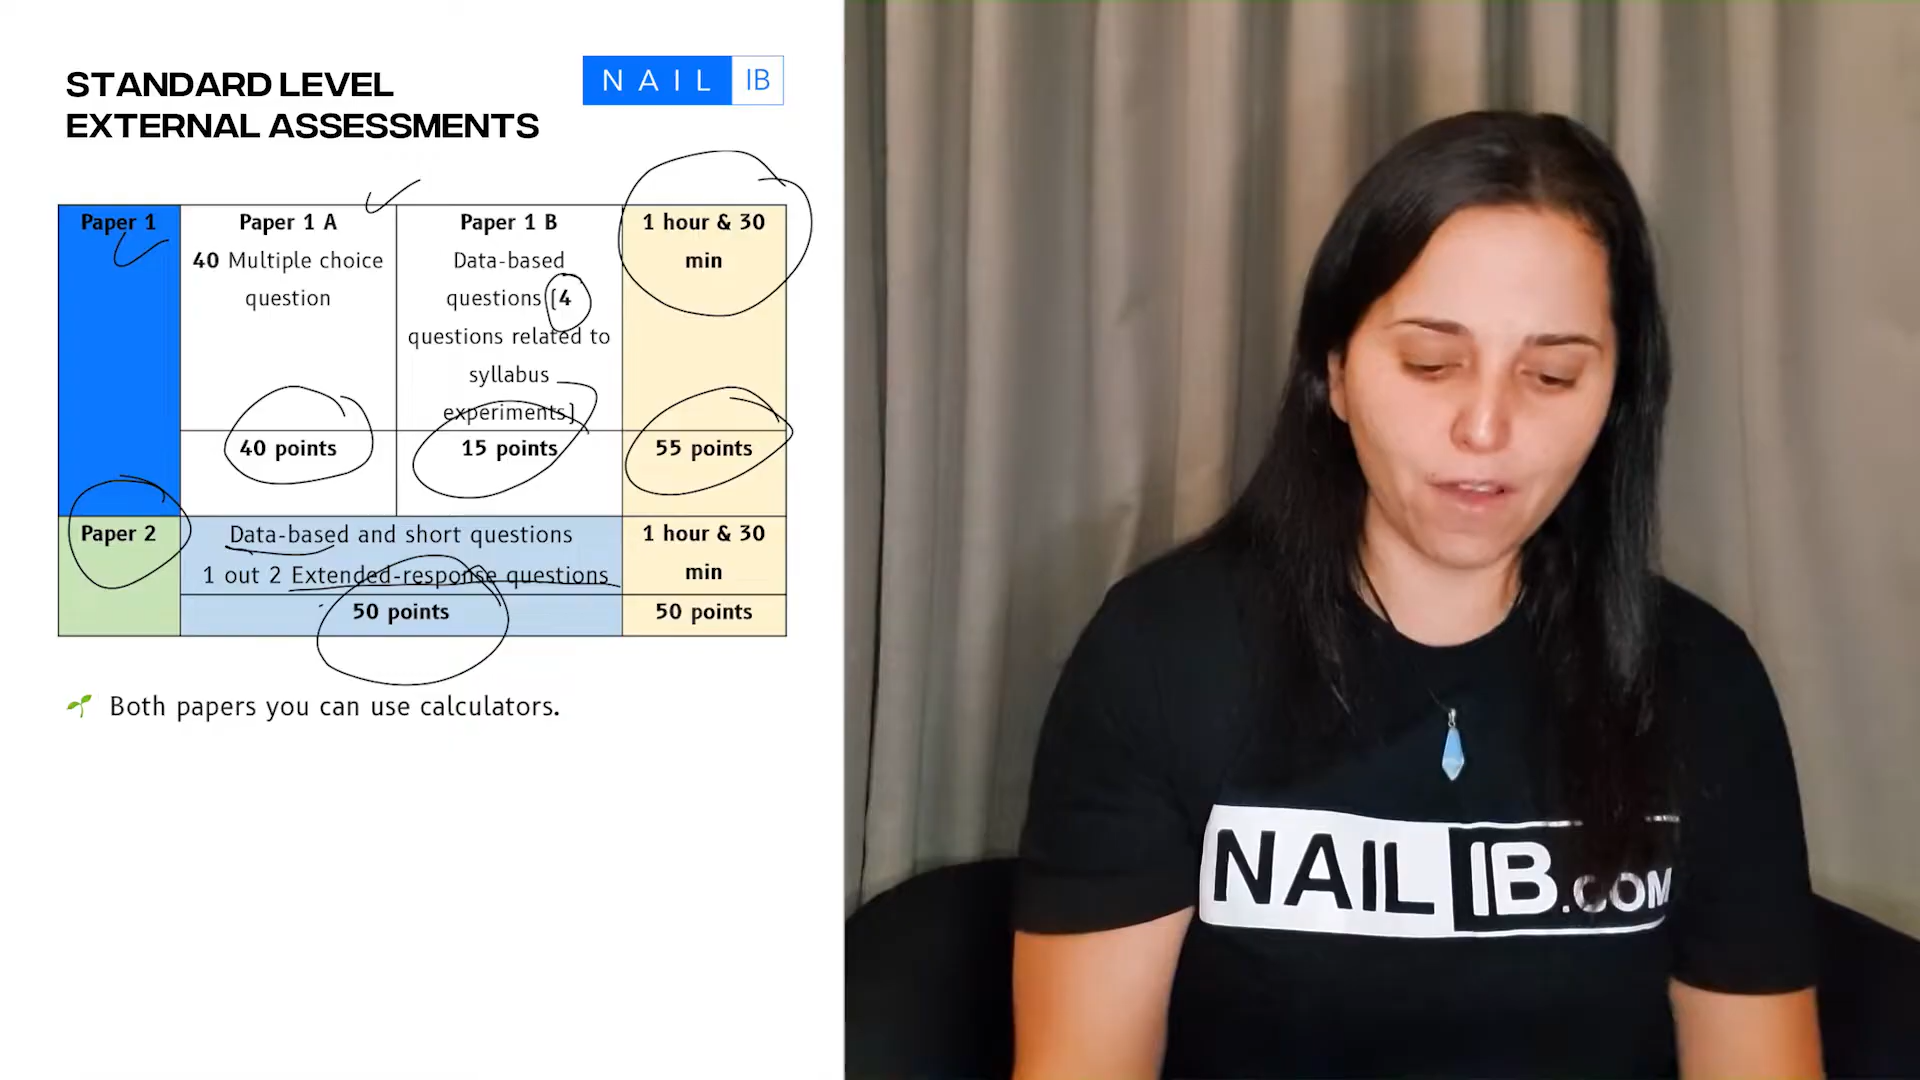 STANDARD LEVEL
EXTERNAL ASSESSMENTS
NAIL IB
Paper 1
Paper 1 A
40 Multiple choice
question
40 points
Paper 1 B
Data-based
questions (4
questions related to
syllabus
experiments)
15 points
1 hour & 30
min
55 points
Paper 2
Data-based and short questions
1 out 2 Extended-response questions
50 points
1 hour & 30
min
50 points
Both papers you can use calculators.
NAIL IB.COM